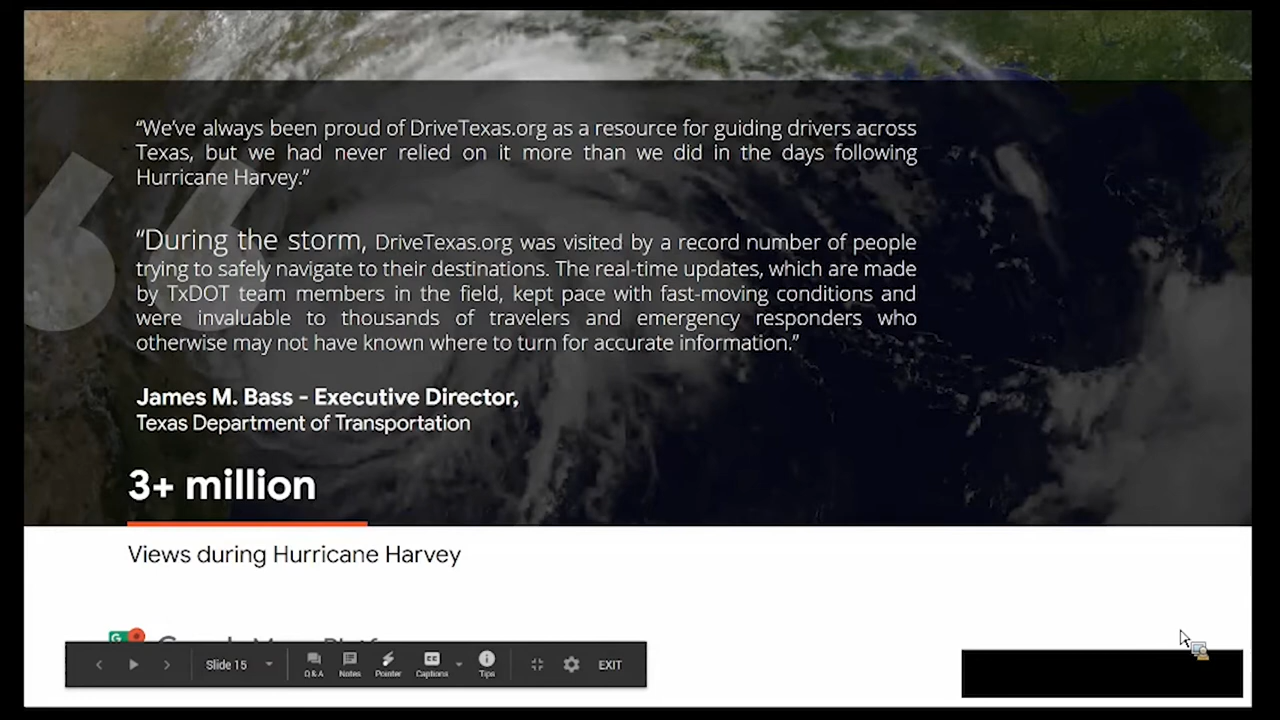 “We’ve always been proud of DriveTexas.org as a resource for guiding drivers across
Texas, but we had never relied on it more than we did in the days following
Hurricane Harvey.”
“During the storm, DriveTexas.org was visited by a record number of people
trying to safely navigate to their destinations. The real-time updates, which are made
by TxDOT team members in the field, kept pace with fast-moving conditions and
were invaluable to thousands of travelers and emergency responders who
otherwise may not have known where to turn for accurate information.”
James M. Bass - Executive Director,
Texas Department of Transportation
3+ million
Views during Hurricane Harvey
Slide 15
Q&A
Notes
Pointer
Captions
Tips
EXIT